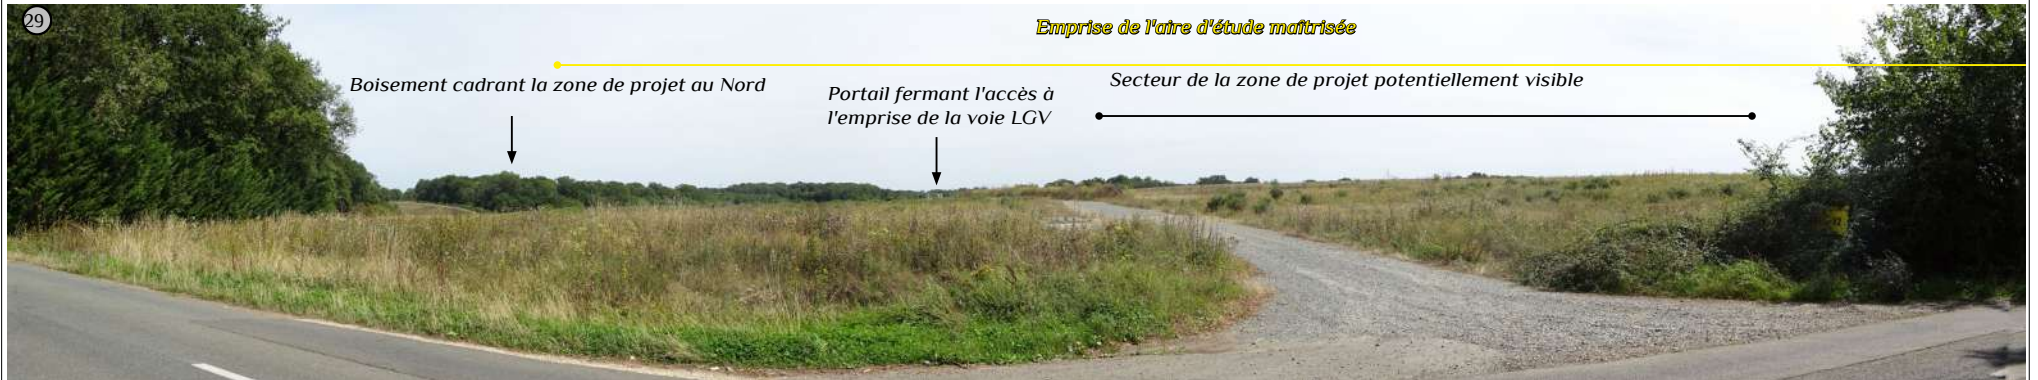 29
Emprise de l'aire d'étude maîtrisée
Boisement cadrant la zone de projet au Nord
Portail fermant l'accès à
l'emprise de la voie LGV
Secteur de la zone de projet potentiellement visible